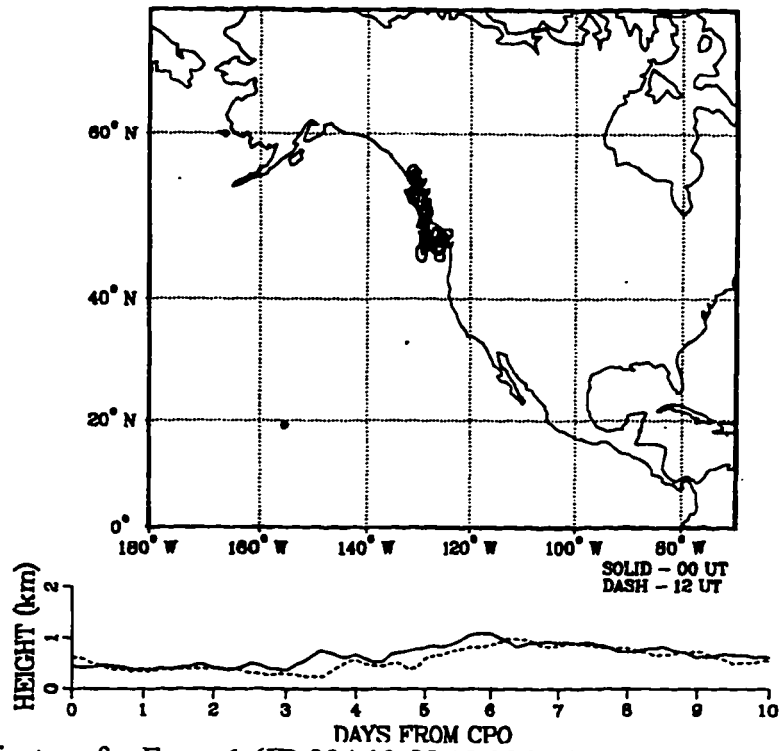 60° N
40° N
20° N
0°
180° W 160° W 140° W 120° W 100° W 80° W
SOLID - 00 UT
DASH - 12 UT
HEIGHT (km)
2
1
0
0 1 2 3 4 5 6 7 8 9 10
DAYS FROM CPO